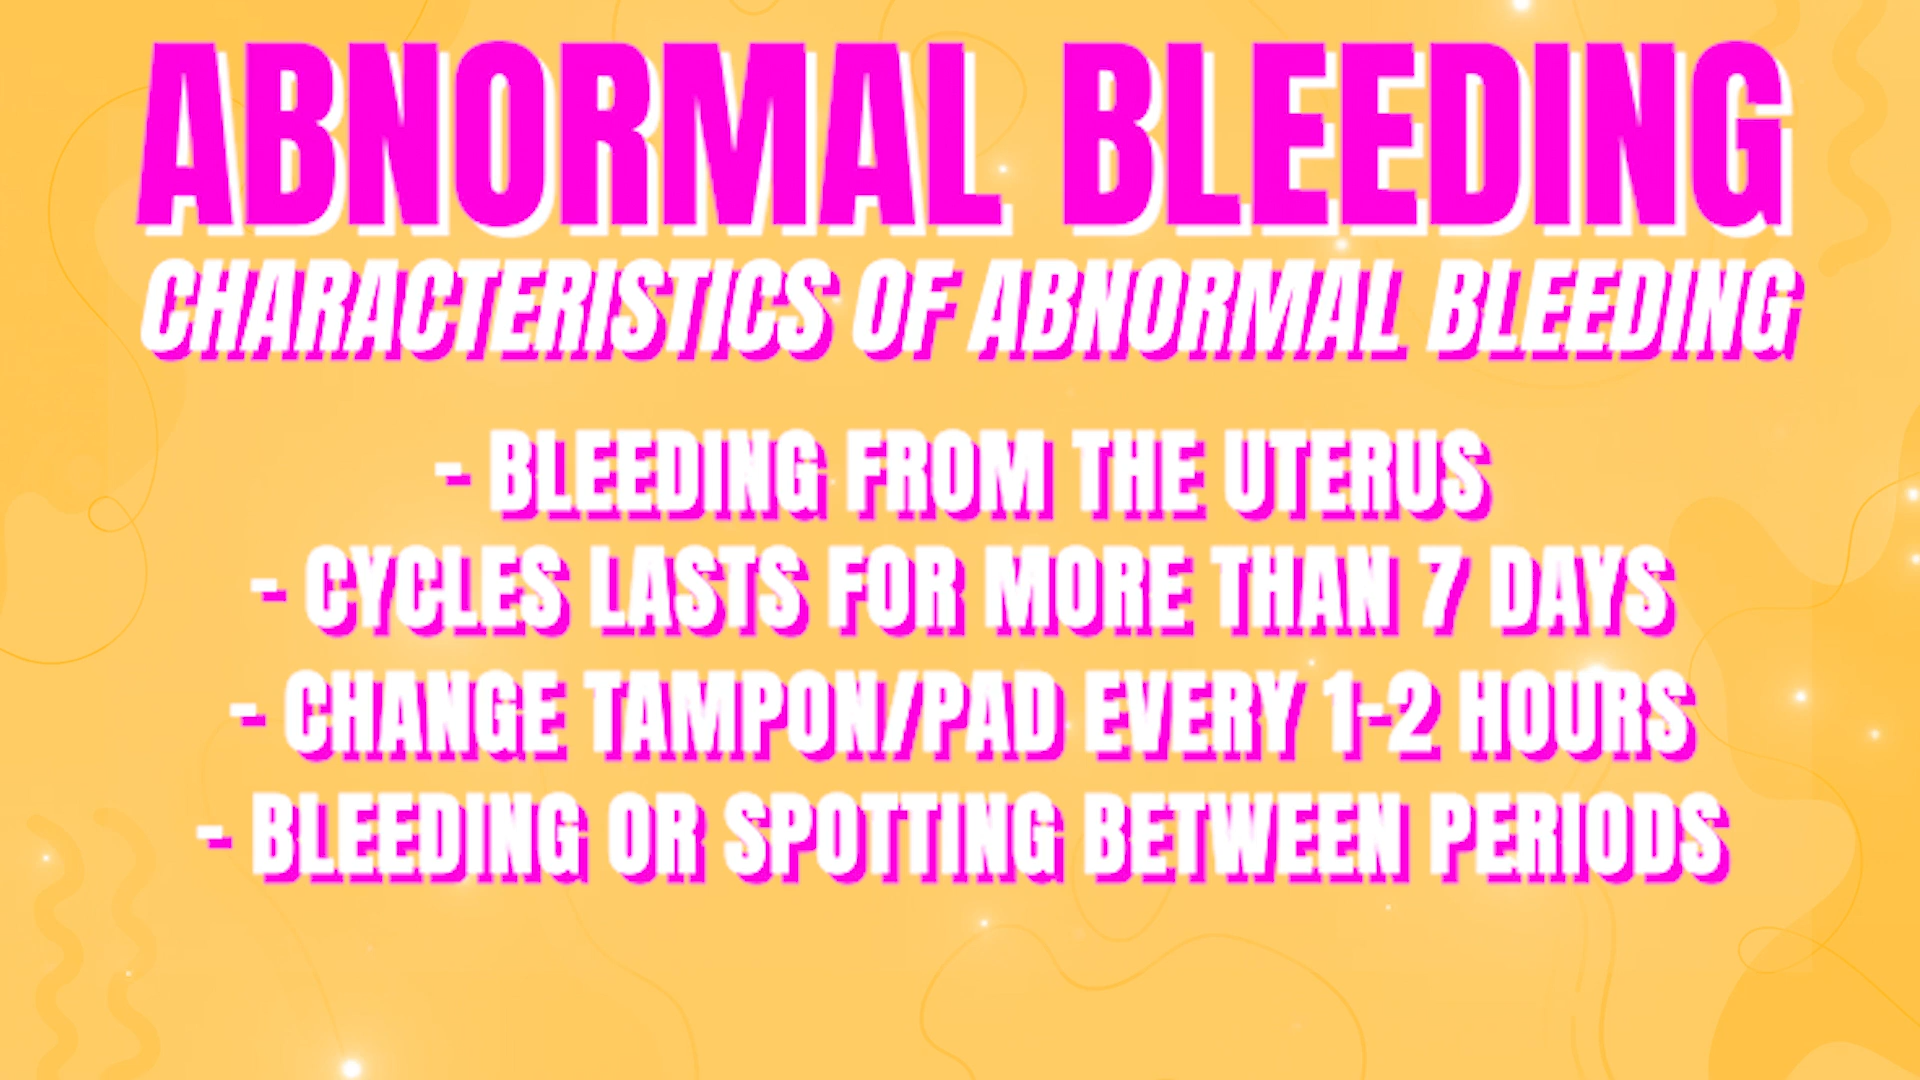 ABNORMAL BLEEDING
CHARACTERISTICS OF ABNORMAL BLEEDING
- BLEEDING FROM THE UTERUS
- CYCLES LASTS FOR MORE THAN 7 DAYS
- CHANGE TAMPON/PAD EVERY 1-2 HOURS
- BLEEDING OR SPOTTING BETWEEN PERIODS